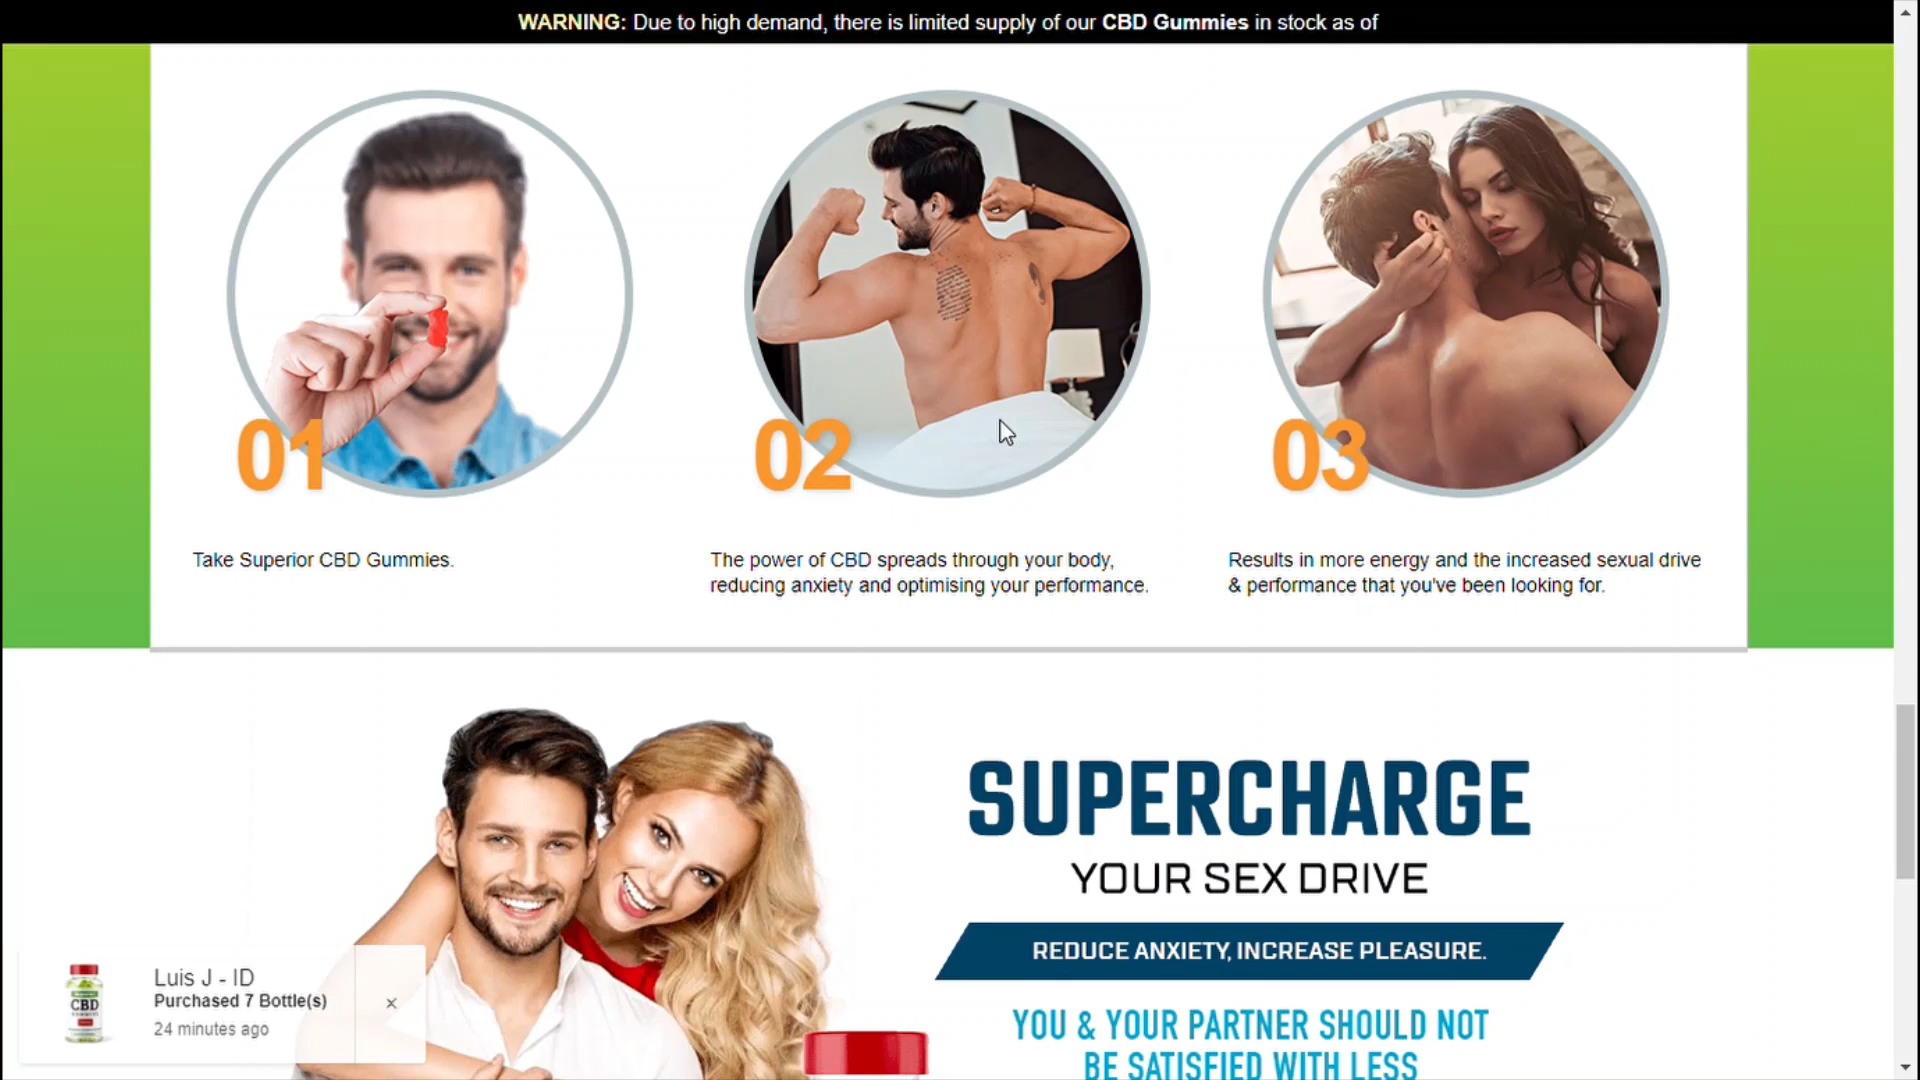 WARNING: Due to high demand, there is limited supply of our CBD Gummies in stock as of
01
02
03
Take Superior CBD Gummies.
The power of CBD spreads through your body,
reducing anxiety and optimising your performance.
Results in more energy and the increased sexual drive
& performance that you've been looking for.
SUPERCHARGE
YOUR SEX DRIVE
REDUCE ANXIETY, INCREASE PLEASURE.
YOU & YOUR PARTNER SHOULD NOT
BE SATISFIED WITH LESS
CBD
Luis J - ID
Purchased 7 Bottle(s)
24 minutes ago
×